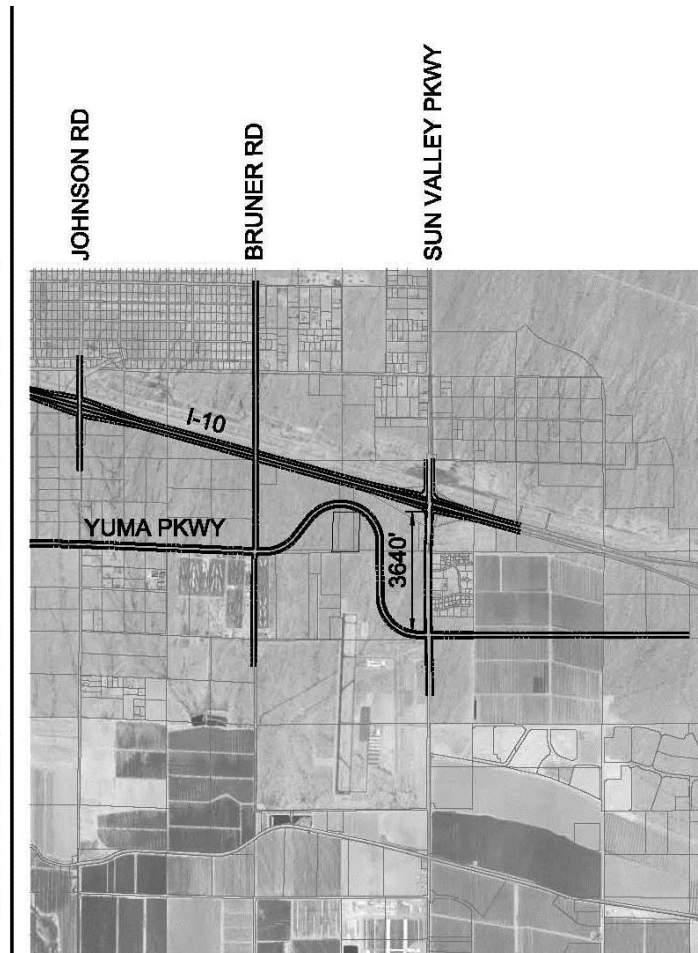 JOHNSON RD
BRUNER RD
SUN VALLEY PKWY
I-10
YUMA PKWY
3640'